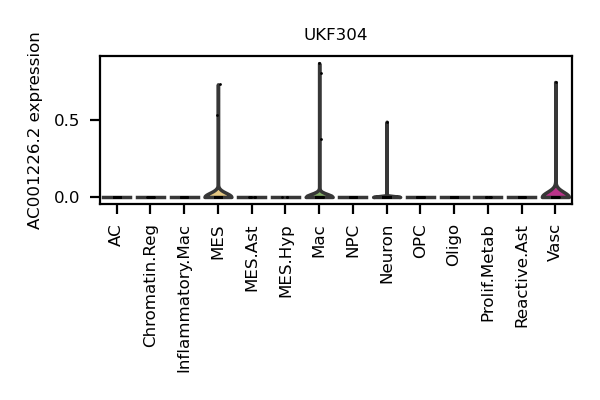 UKF304
AC001226.2 expression
0.5
0.0
AC
Chromatin.Reg
Inflammatory.Mac
MES
MES.Ast
MES.Hyp
Mac
NPC
Neuron
OPC
Oligo
Prolif.Metab
Reactive.Ast
Vasc